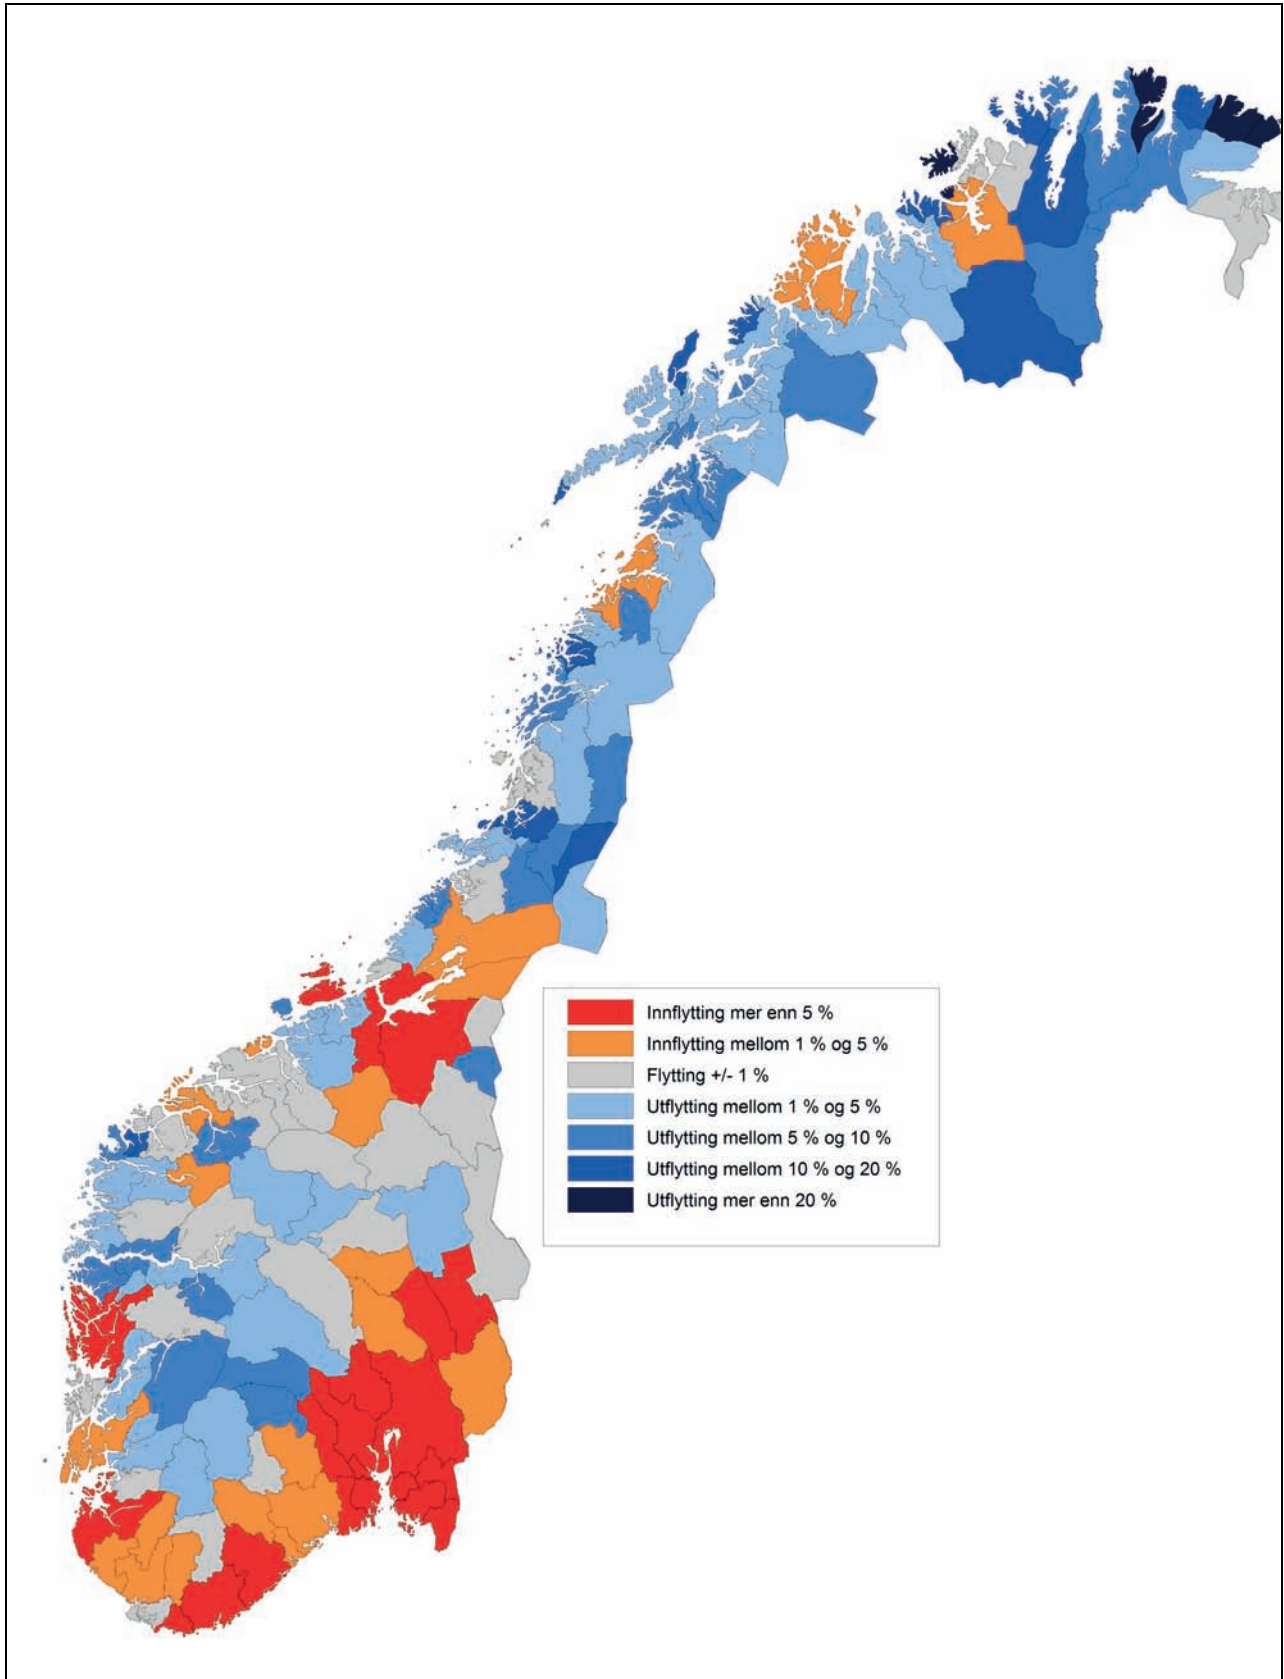 Innflytting mer enn 5 %
Innflytting mellom 1 % og 5 %
Flytting +/- 1 %
Utflytting mellom 1 % og 5 %
Utflytting mellom 5 % og 10 %
Utflytting mellom 10 % og 20 %
Utflytting mer enn 20 %